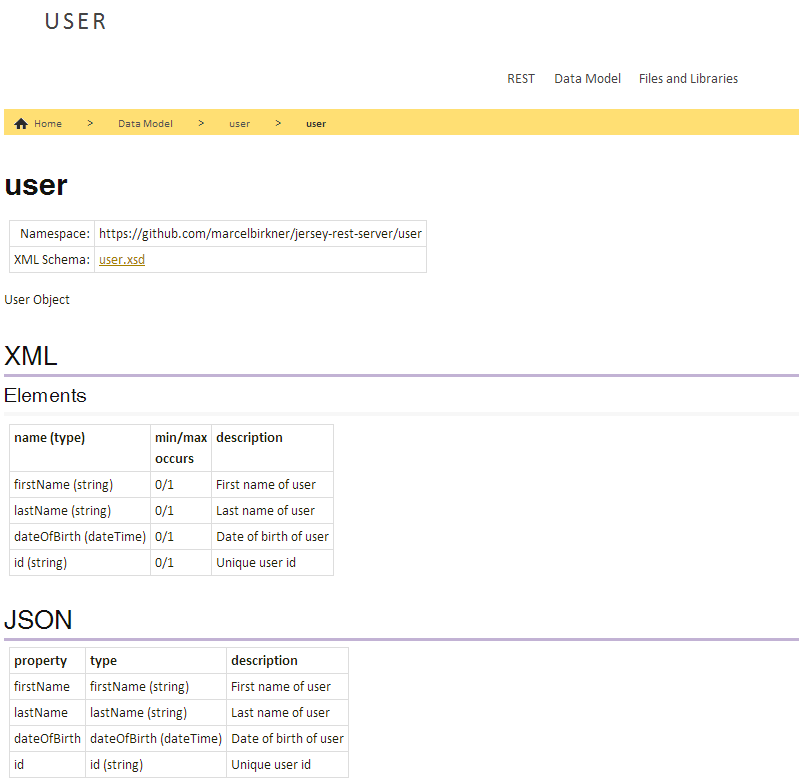 USER
REST Data Model Files and Libraries
Home > Data Model > user > user
user
Namespace: https://github.com/marcelbirkner/jersey-rest-server/user
XML Schema: user.xsd
User Object
XML
Elements
name (type) min/max occurs description
firstName (string) 0/1 First name of user
lastName (string) 0/1 Last name of user
dateOfBirth (dateTime) 0/1 Date of birth of user
id (string) 0/1 Unique user id
JSON
property type description
firstName firstName (string) First name of user
lastName lastName (string) Last name of user
dateOfBirth dateOfBirth (dateTime) Date of birth of user
id id (string) Unique user id